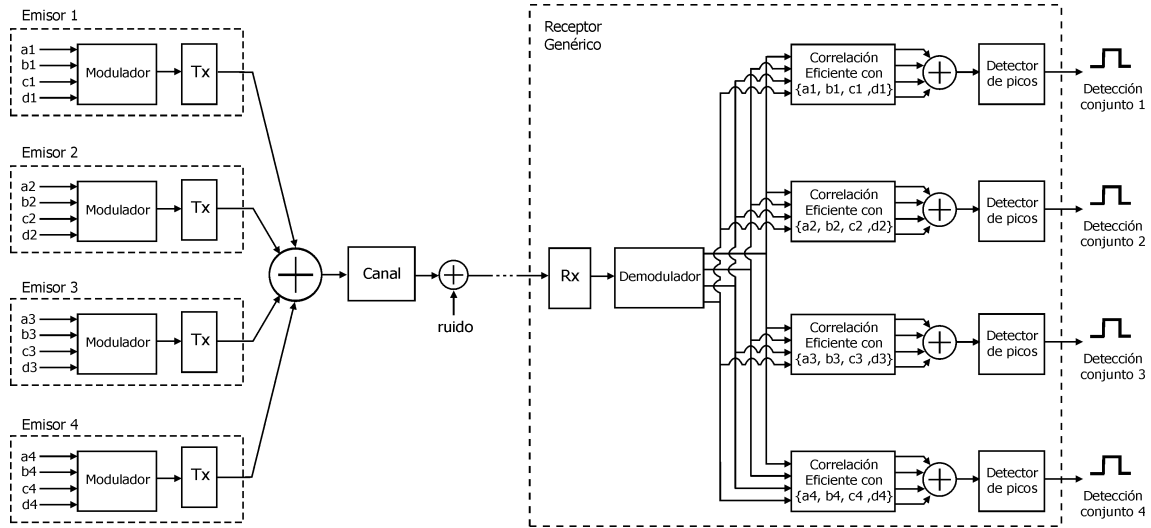 Emisor 1
a1
b1
c1
d1
Modulador
Tx
Emisor 2
a2
b2
c2
d2
Modulador
Tx
Emisor 3
a3
b3
c3
d3
Modulador
Tx
Emisor 4
a4
b4
c4
d4
Modulador
Tx
Canal
ruido
Receptor
Genérico
Rx
Demodulador
Correlación
Eficiente con
{a1, b1, c1 ,d1}
Detector
de picos
Detección
conjunto 1
Correlación
Eficiente con
{a2, b2, c2 ,d2}
Detector
de picos
Detección
conjunto 2
Correlación
Eficiente con
{a3, b3, c3 ,d3}
Detector
de picos
Detección
conjunto 3
Correlación
Eficiente con
{a4, b4, c4 ,d4}
Detector
de picos
Detección
conjunto 4